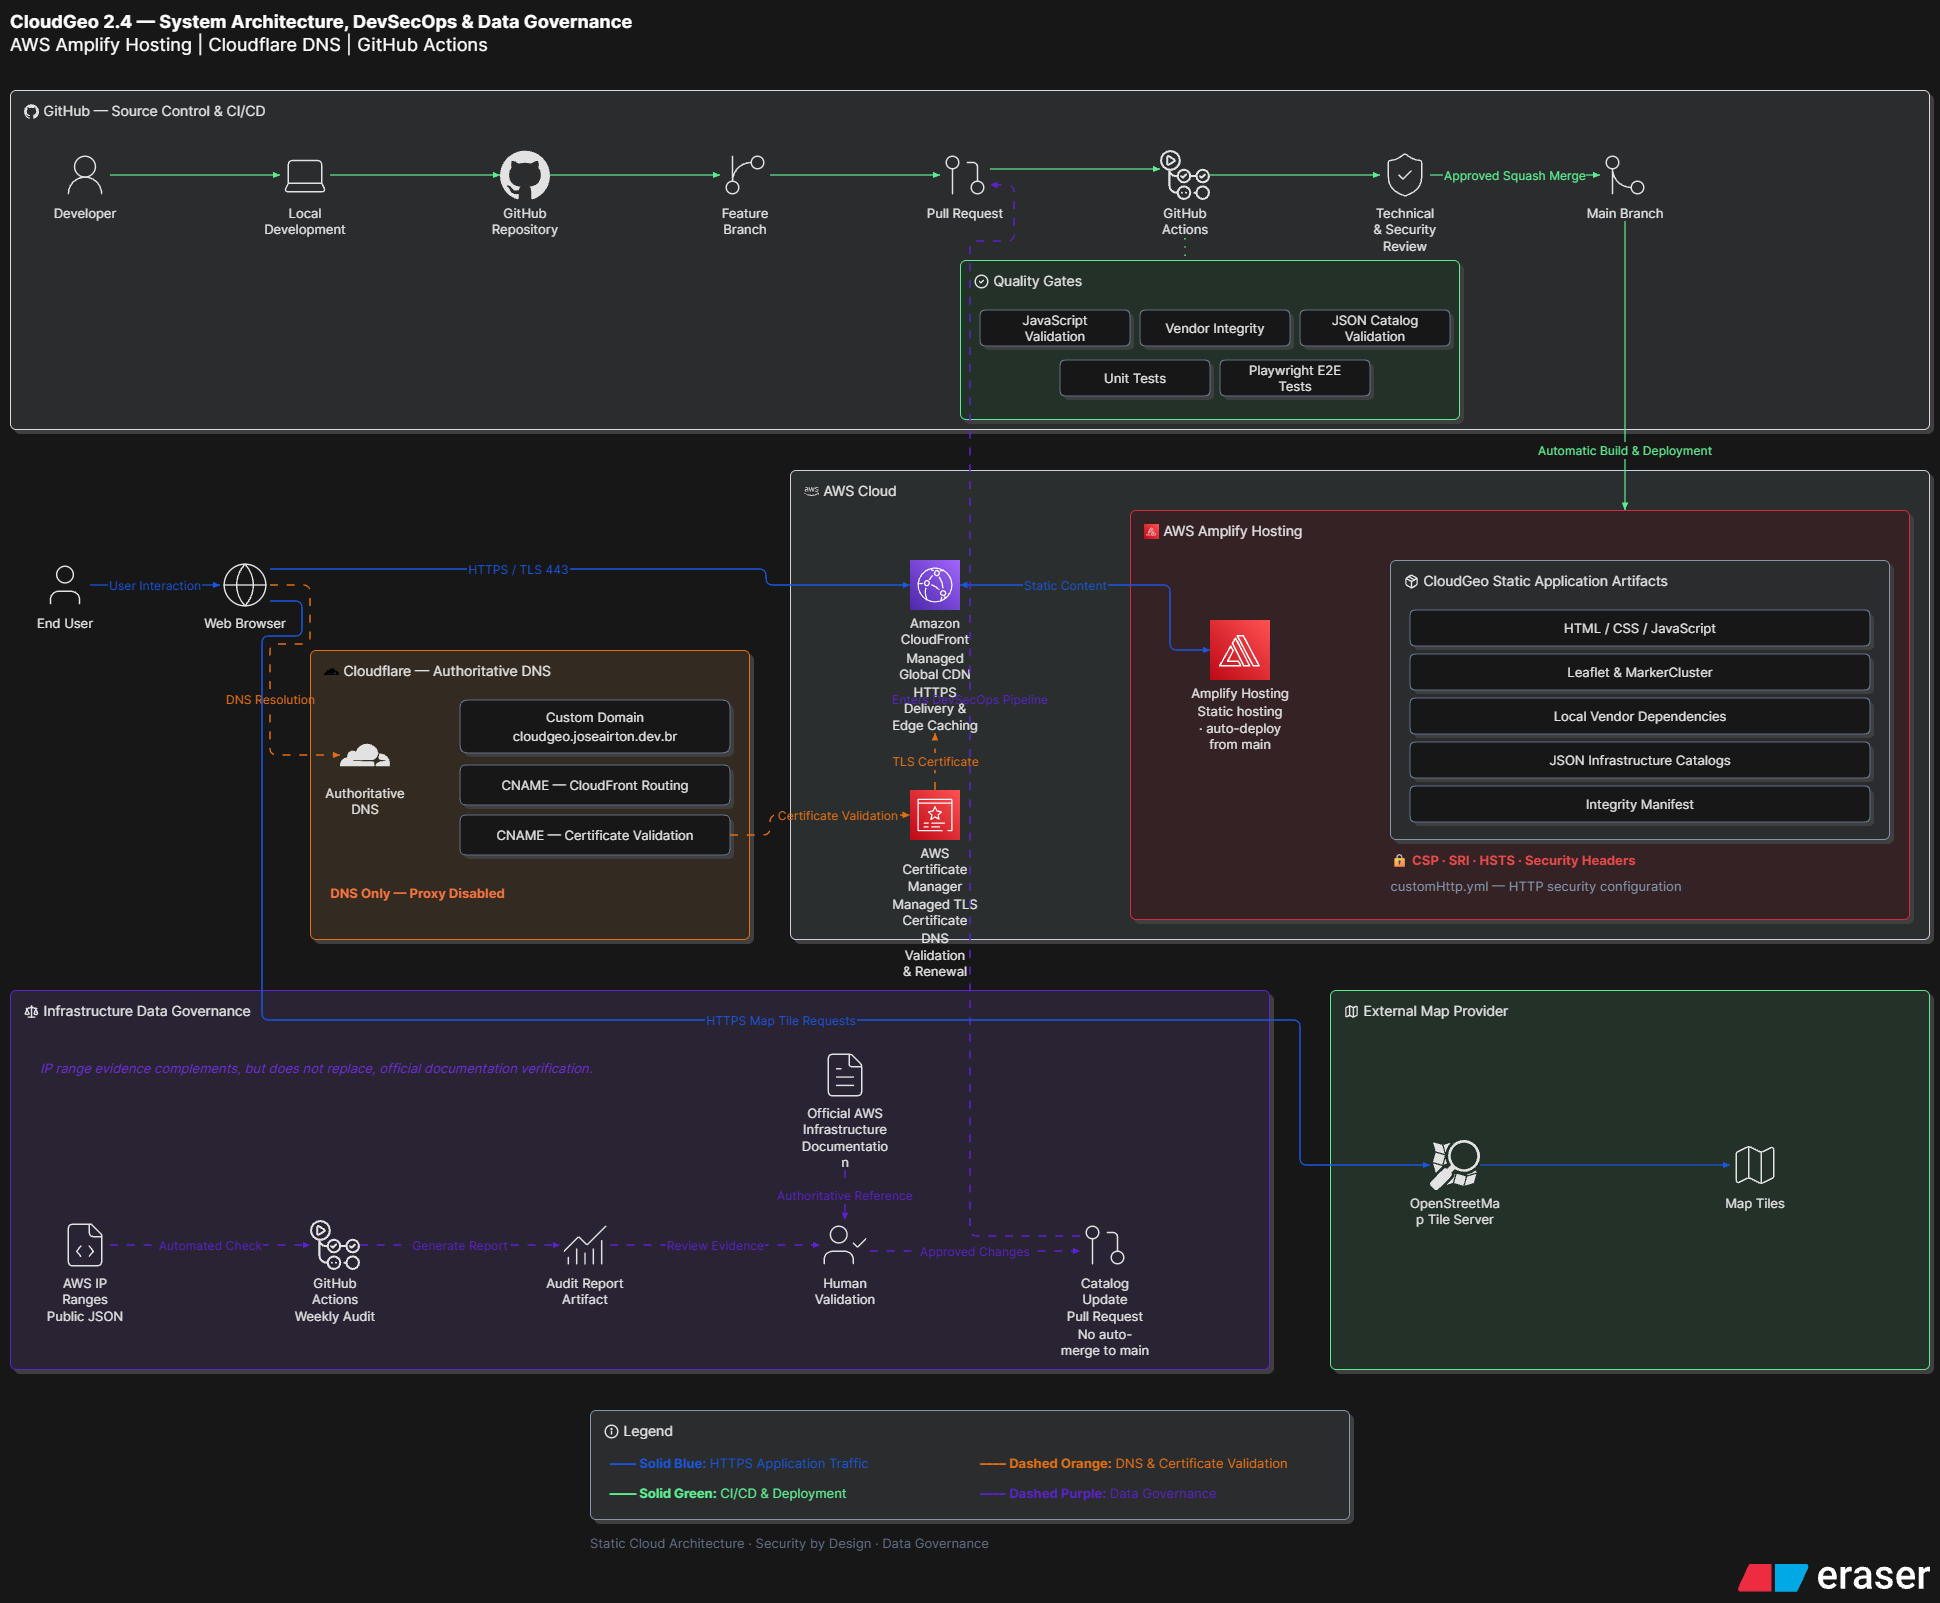 CloudGeo 2.4 — System Architecture, DevSecOps & Data Governance
AWS Amplify Hosting | Cloudflare DNS | GitHub Actions
GitHub — Source Control & CI/CD
Developer
Local
Development
GitHub
Repository
Feature
Branch
Pull Request
GitHub
Actions
Technical
& Security
Review
Approved Squash Merge
Main Branch
Quality Gates
JavaScript
Validation
Vendor Integrity
JSON Catalog
Validation
Unit Tests
Playwright E2E
Tests
Automatic Build & Deployment
aws AWS Cloud
AWS Amplify Hosting
End User
User Interaction
Web Browser
HTTPS / TLS 443
DNS Resolution
Cloudflare — Authoritative DNS
Authoritative
DNS
Custom Domain
cloudgeo.joseairton.dev.br
CNAME — CloudFront Routing
CNAME — Certificate Validation
DNS Only — Proxy Disabled
Certificate Validation
Amazon
CloudFront
Managed
Global CDN
HTTPS
Delivery &
Edge Caching
Enters DevSecOps Pipeline
TLS Certificate
AWS
Certificate
Manager
Managed TLS
Certificate
DNS
Validation
& Renewal
Static Content
Amplify Hosting
Static hosting
· auto-deploy
from main
CloudGeo Static Application Artifacts
HTML / CSS / JavaScript
Leaflet & MarkerCluster
Local Vendor Dependencies
JSON Infrastructure Catalogs
Integrity Manifest
CSP · SRI · HSTS · Security Headers
customHttp.yml — HTTP security configuration
Infrastructure Data Governance
HTTPS Map Tile Requests
IP range evidence complements, but does not replace, official documentation verification.
Official AWS
Infrastructure
Documentatio
n
Authoritative Reference
AWS IP
Ranges
Public JSON
Automated Check
GitHub
Actions
Weekly Audit
Generate Report
Audit Report
Artifact
Review Evidence
Human
Validation
Approved Changes
Catalog
Update
Pull Request
No auto-
merge to main
External Map Provider
OpenStreetMa
p Tile Server
Map Tiles
Legend
Solid Blue: HTTPS Application Traffic
Dashed Orange: DNS & Certificate Validation
Solid Green: CI/CD & Deployment
Dashed Purple: Data Governance
Static Cloud Architecture · Security by Design · Data Governance
eraser